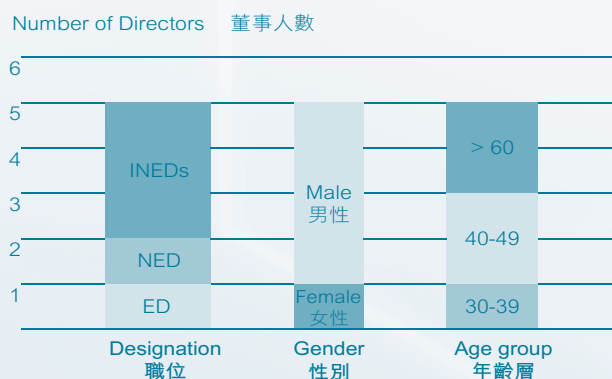 Number of Directors 董事人數
6
5
4
3
2
1
INEDs
NED
ED
Male
男性
Female
女性
> 60
40-49
30-39
Designation
職位
Gender
性別
Age group
年齡層